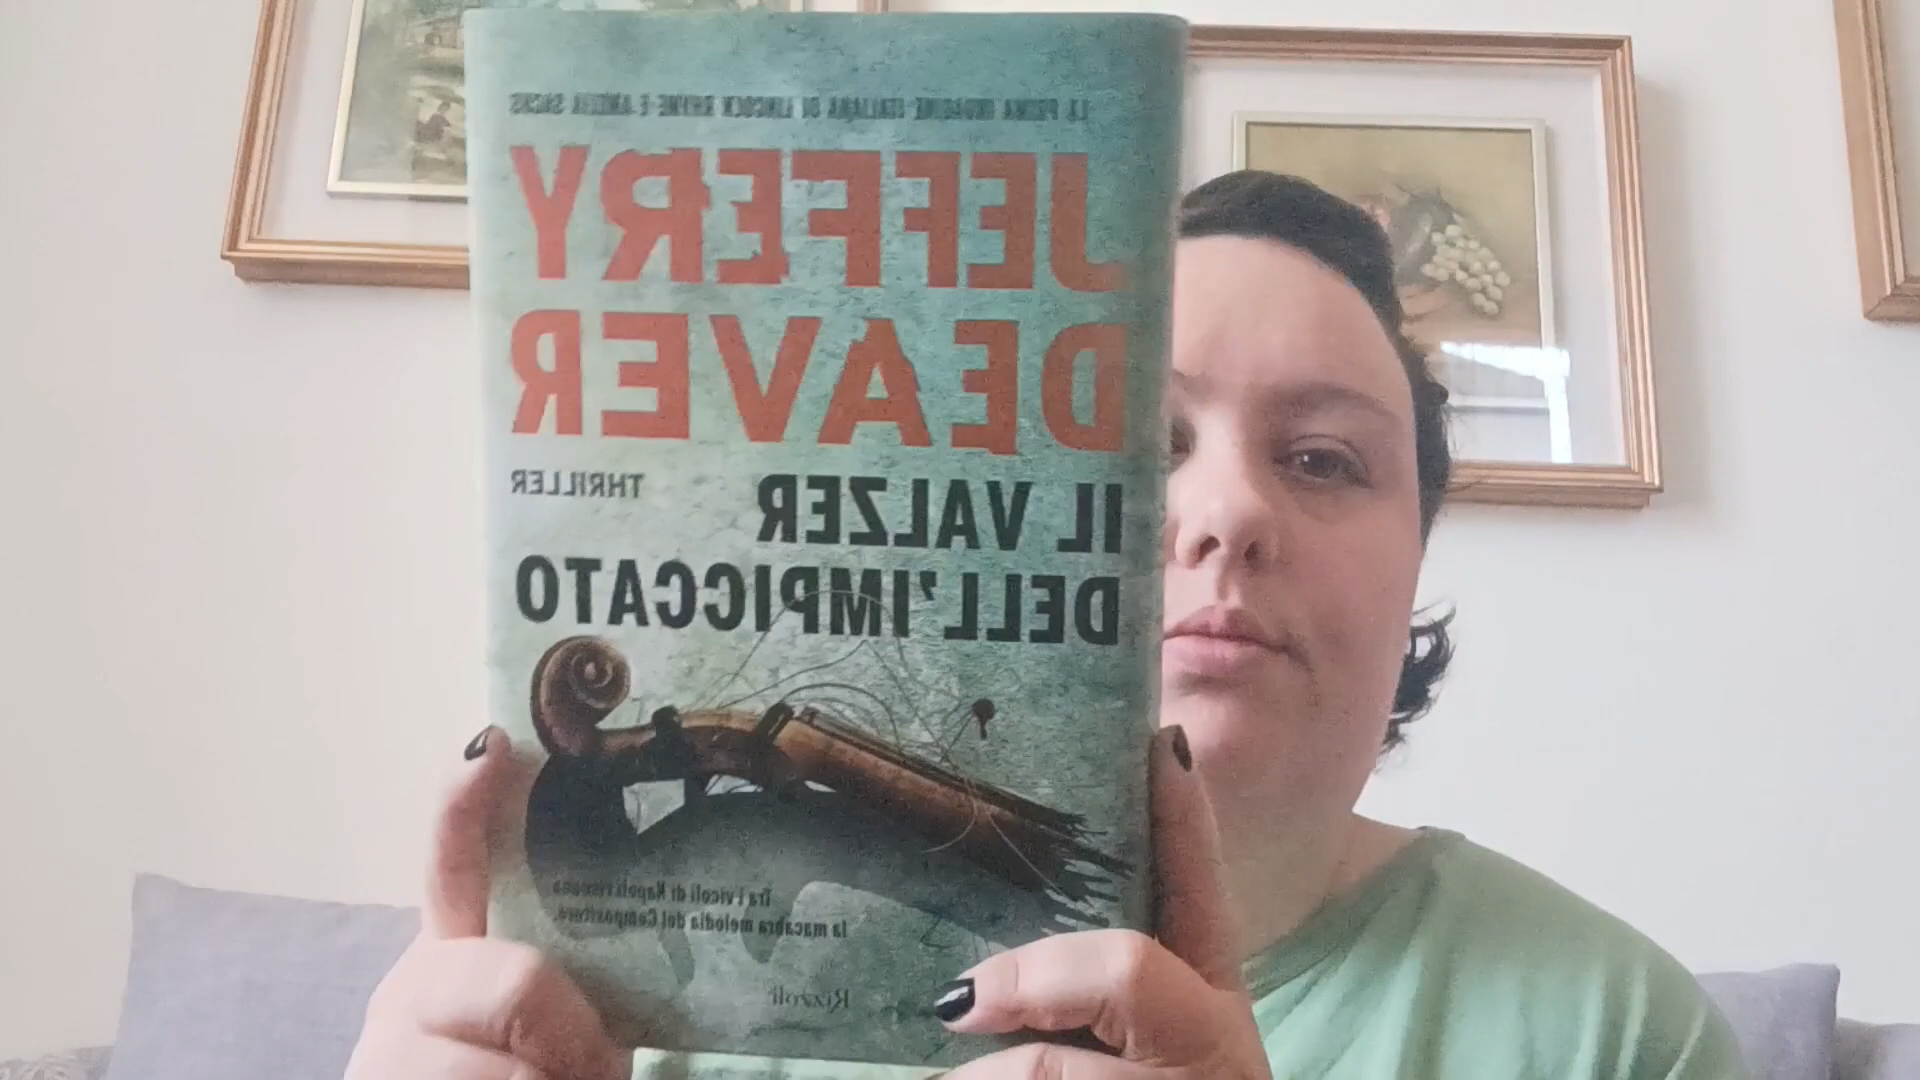 LA PRIMA INDAGINE ITALIANA DI LINCOLN RHYME E AMELIA SACHS
JEFFERY
DEAVER
IL VALZER THRILLER
DELL'IMPICCATO
Tra i vicoli di Napoli risuona
la macabra melodia del Compositore.
Rizzoli